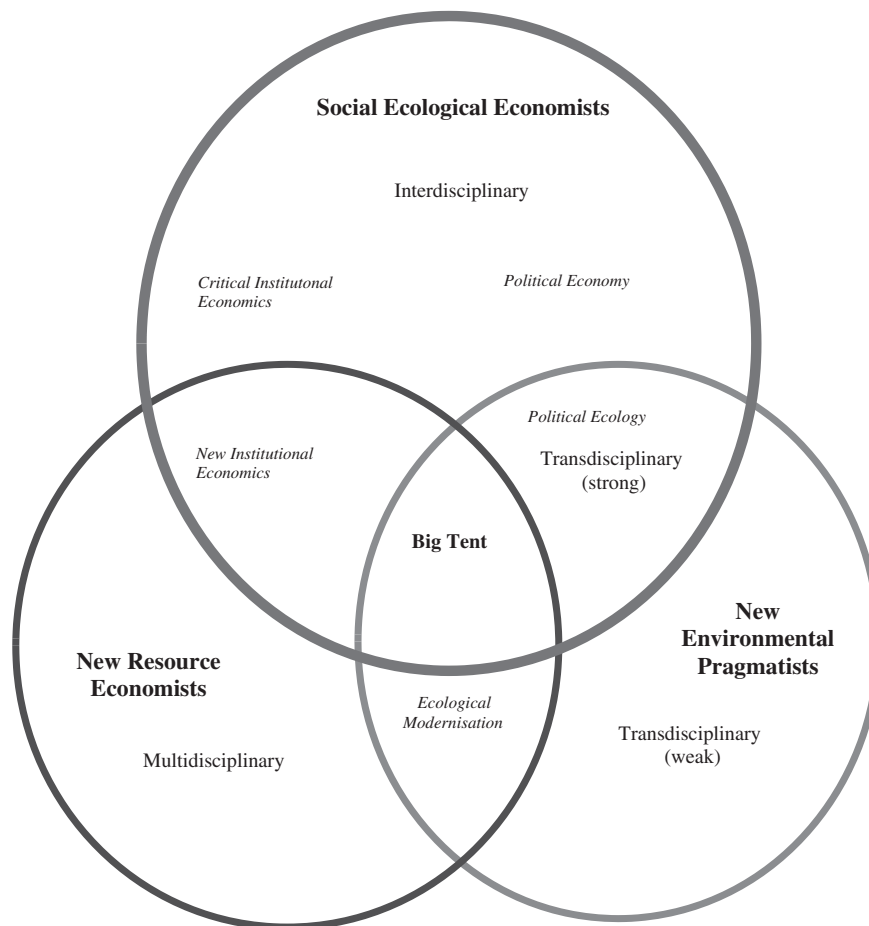 Social Ecological Economists
Interdisciplinary
Critical Institutonal
Economics
Political Economy
Political Ecology
Transdisciplinary
(strong)
New Institutional
Economics
Big Tent
New
Environmental
Pragmatists
New Resource
Economists
Ecological
Modernisation
Transdisciplinary
(weak)
Multidisciplinary